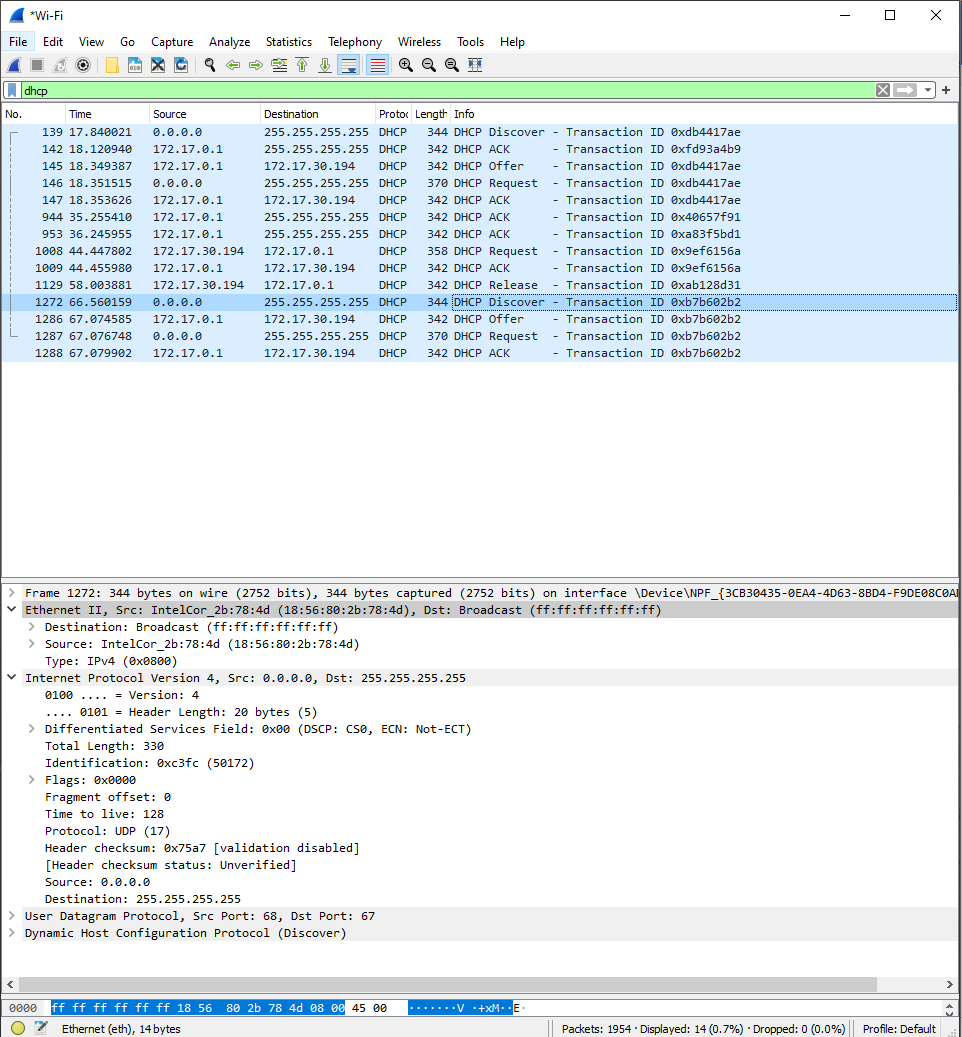 *Wi-Fi
File Edit View Go Capture Analyze Statistics Telephony Wireless Tools Help
dhcp
No. Time Source Destination Protoc Length Info
139 17.840021 0.0.0.0 255.255.255.255 DHCP 344 DHCP Discover - Transaction ID 0xdb4417ae
142 18.120940 172.17.0.1 255.255.255.255 DHCP 342 DHCP ACK - Transaction ID 0xfd93a4b9
145 18.349387 172.17.0.1 172.17.30.194 DHCP 342 DHCP Offer - Transaction ID 0xdb4417ae
146 18.351515 0.0.0.0 255.255.255.255 DHCP 370 DHCP Request - Transaction ID 0xdb4417ae
147 18.353626 172.17.0.1 172.17.30.194 DHCP 342 DHCP ACK - Transaction ID 0xdb4417ae
944 35.255410 172.17.0.1 255.255.255.255 DHCP 342 DHCP ACK - Transaction ID 0x40657f91
953 36.245955 172.17.0.1 255.255.255.255 DHCP 342 DHCP ACK - Transaction ID 0xa83f5bd1
1008 44.447802 172.17.30.194 172.17.0.1 DHCP 358 DHCP Request - Transaction ID 0x9ef6156a
1009 44.455980 172.17.0.1 172.17.30.194 DHCP 342 DHCP ACK - Transaction ID 0x9ef6156a
1129 58.003881 172.17.30.194 172.17.0.1 DHCP 342 DHCP Release - Transaction ID 0xab128d31
1272 66.560159 0.0.0.0 255.255.255.255 DHCP 344 DHCP Discover - Transaction ID 0xb7b602b2
1286 67.074585 172.17.0.1 172.17.30.194 DHCP 342 DHCP Offer - Transaction ID 0xb7b602b2
1287 67.076748 0.0.0.0 255.255.255.255 DHCP 370 DHCP Request - Transaction ID 0xb7b602b2
1288 67.079902 172.17.0.1 172.17.30.194 DHCP 342 DHCP ACK - Transaction ID 0xb7b602b2
Frame 1272: 344 bytes on wire (2752 bits), 344 bytes captured (2752 bits) on interface \Device\NPF_{3CB30435-0EA4-4D63-8BD4-F9DE08C0A
Ethernet II, Src: IntelCor_2b:78:4d (18:56:80:2b:78:4d), Dst: Broadcast (ff:ff:ff:ff:ff:ff)
Destination: Broadcast (ff:ff:ff:ff:ff:ff)
Source: IntelCor_2b:78:4d (18:56:80:2b:78:4d)
Type: IPv4 (0x0800)
Internet Protocol Version 4, Src: 0.0.0.0, Dst: 255.255.255.255
0100 .... = Version: 4
.... 0101 = Header Length: 20 bytes (5)
Differentiated Services Field: 0x00 (DSCP: CS0, ECN: Not-ECT)
Total Length: 330
Identification: 0xc3fc (50172)
Flags: 0x0000
Fragment offset: 0
Time to live: 128
Protocol: UDP (17)
Header checksum: 0x75a7 [validation disabled]
[Header checksum status: Unverified]
Source: 0.0.0.0
Destination: 255.255.255.255
User Datagram Protocol, Src Port: 68, Dst Port: 67
Dynamic Host Configuration Protocol (Discover)
0000 ff ff ff ff ff ff 18 56 80 2b 78 4d 08 00 45 00 ·······V ·+xM··E·
Ethernet (eth), 14 bytes Packets: 1954 · Displayed: 14 (0.7%) · Dropped: 0 (0.0%) Profile: Default